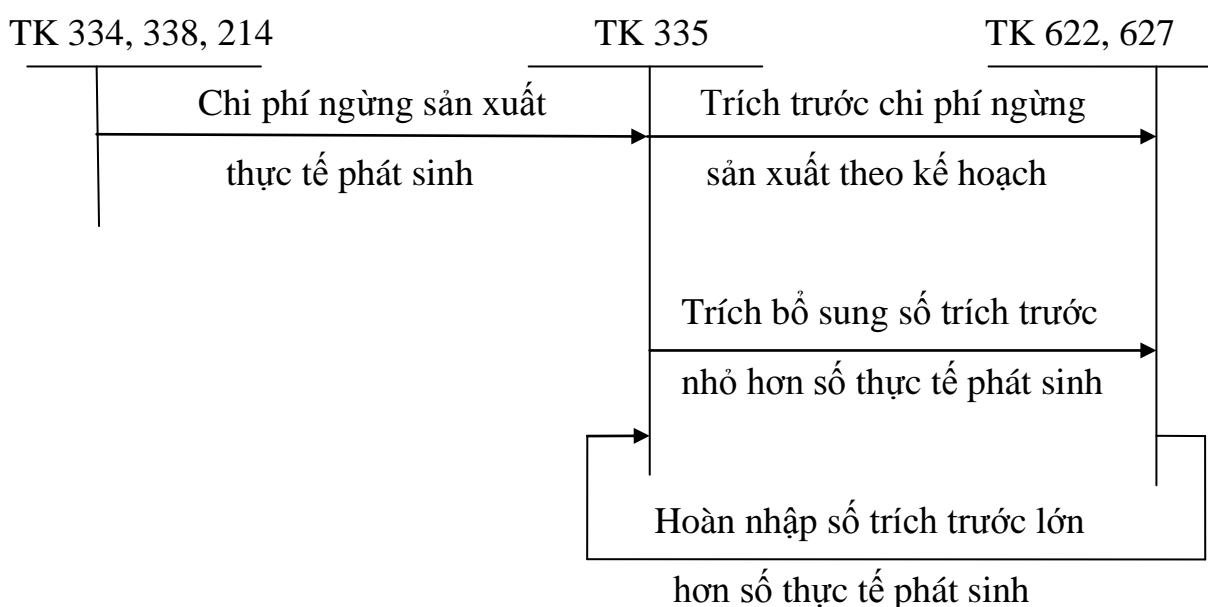 TK 334, 338, 214
TK 335
TK 622, 627
Chi phí ngừng sản xuất
thực tế phát sinh
Trích trước chi phí ngừng
sản xuất theo kế hoạch
Trích bổ sung số trích trước
nhỏ hơn số thực tế phát sinh
Hoàn nhập số trích trước lớn
hơn số thực tế phát sinh